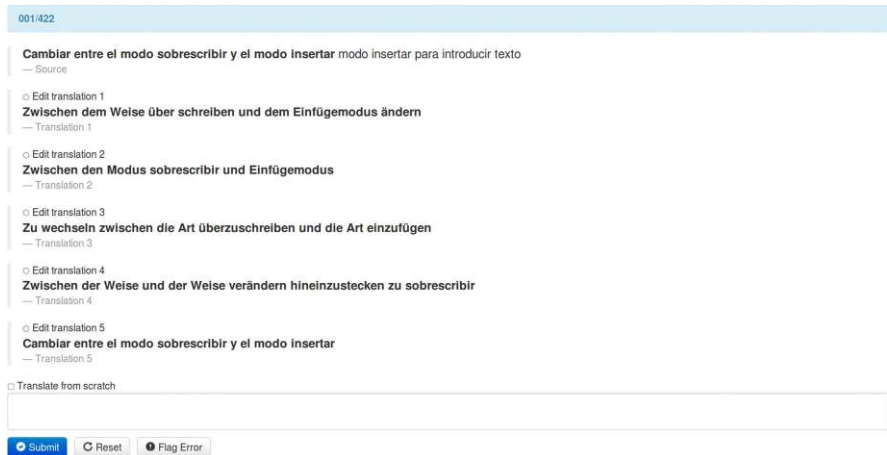 001/422
Cambiar entre el modo sobrescribir y el modo insertar modo insertar para introducir texto
— Source
Edit translation 1
Zwischen dem Weise über schreiben und dem Einfügemodus ändern
— Translation 1
Edit translation 2
Zwischen den Modus sobrescribir und Einfügemodus
— Translation 2
Edit translation 3
Zu wechseln zwischen die Art überzuschreiben und die Art einzufügen
— Translation 3
Edit translation 4
Zwischen der Weise und der Weise verändern hineinzustecken zu sobrescribir
— Translation 4
Edit translation 5
Cambiar entre el modo sobrescribir y el modo insertar
— Translation 5
Translate from scratch
Submit Reset Flag Error